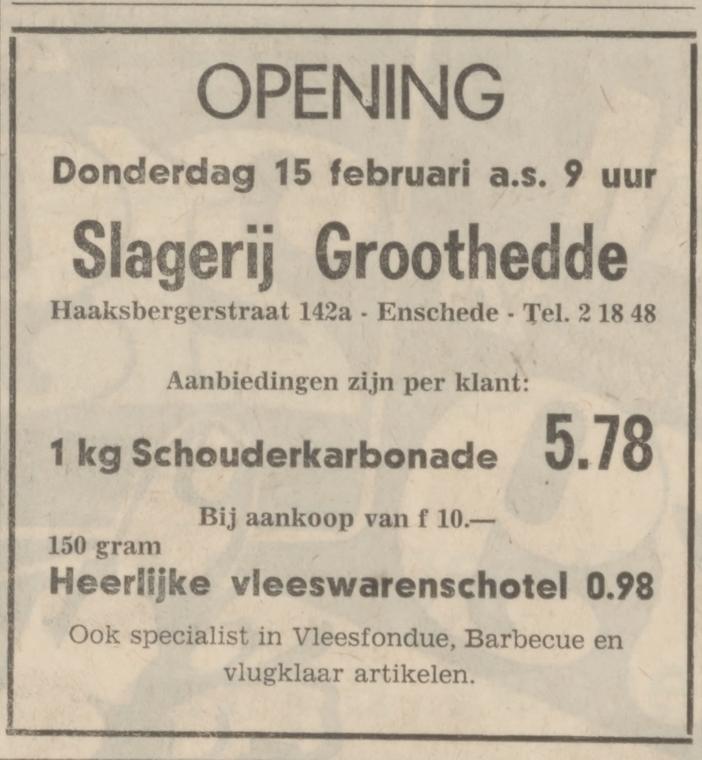 OPENING
Donderdag 15 februari a.s. 9 uur
Slagerij Groothedde
Haaksbergerstraat 142a - Enschede - Tel. 2 18 48
Aanbiedingen zijn per klant:
1 kg Schouderkarbonade 5.78
Bij aankoop van f 10.—
150 gram
Heerlijke vleeswarenschotel 0.98
Ook specialist in Vleesfondue, Barbecue en
vlugklaar artikelen.